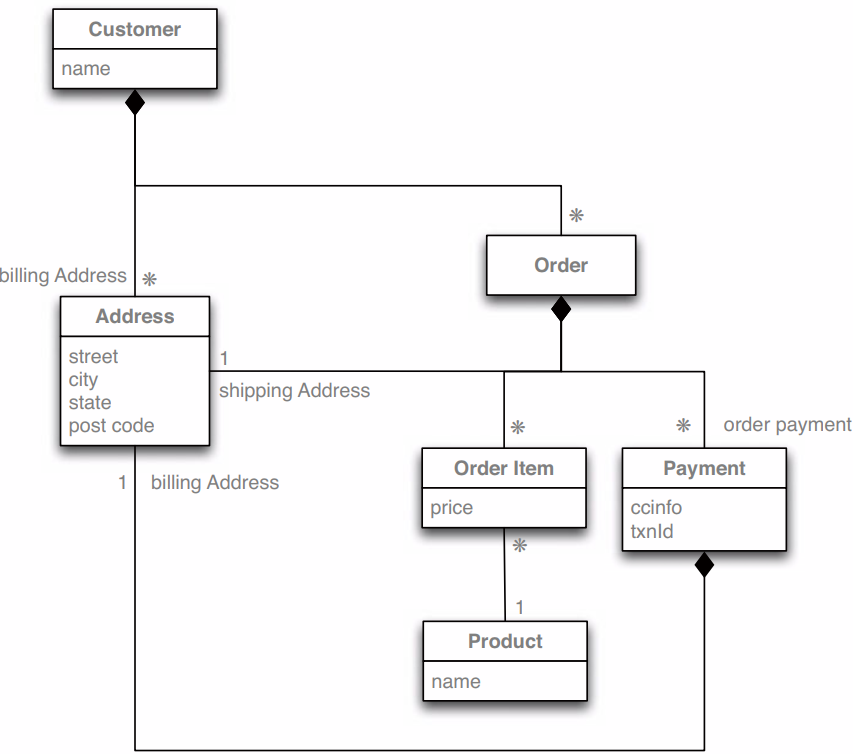 Customer
name
*
Order
billing Address
*
Address
street
city
state
post code
1
shipping Address
*
order payment
*
Order Item
price
Payment
ccinfo
txnId
1
billing Address
*
1
Product
name